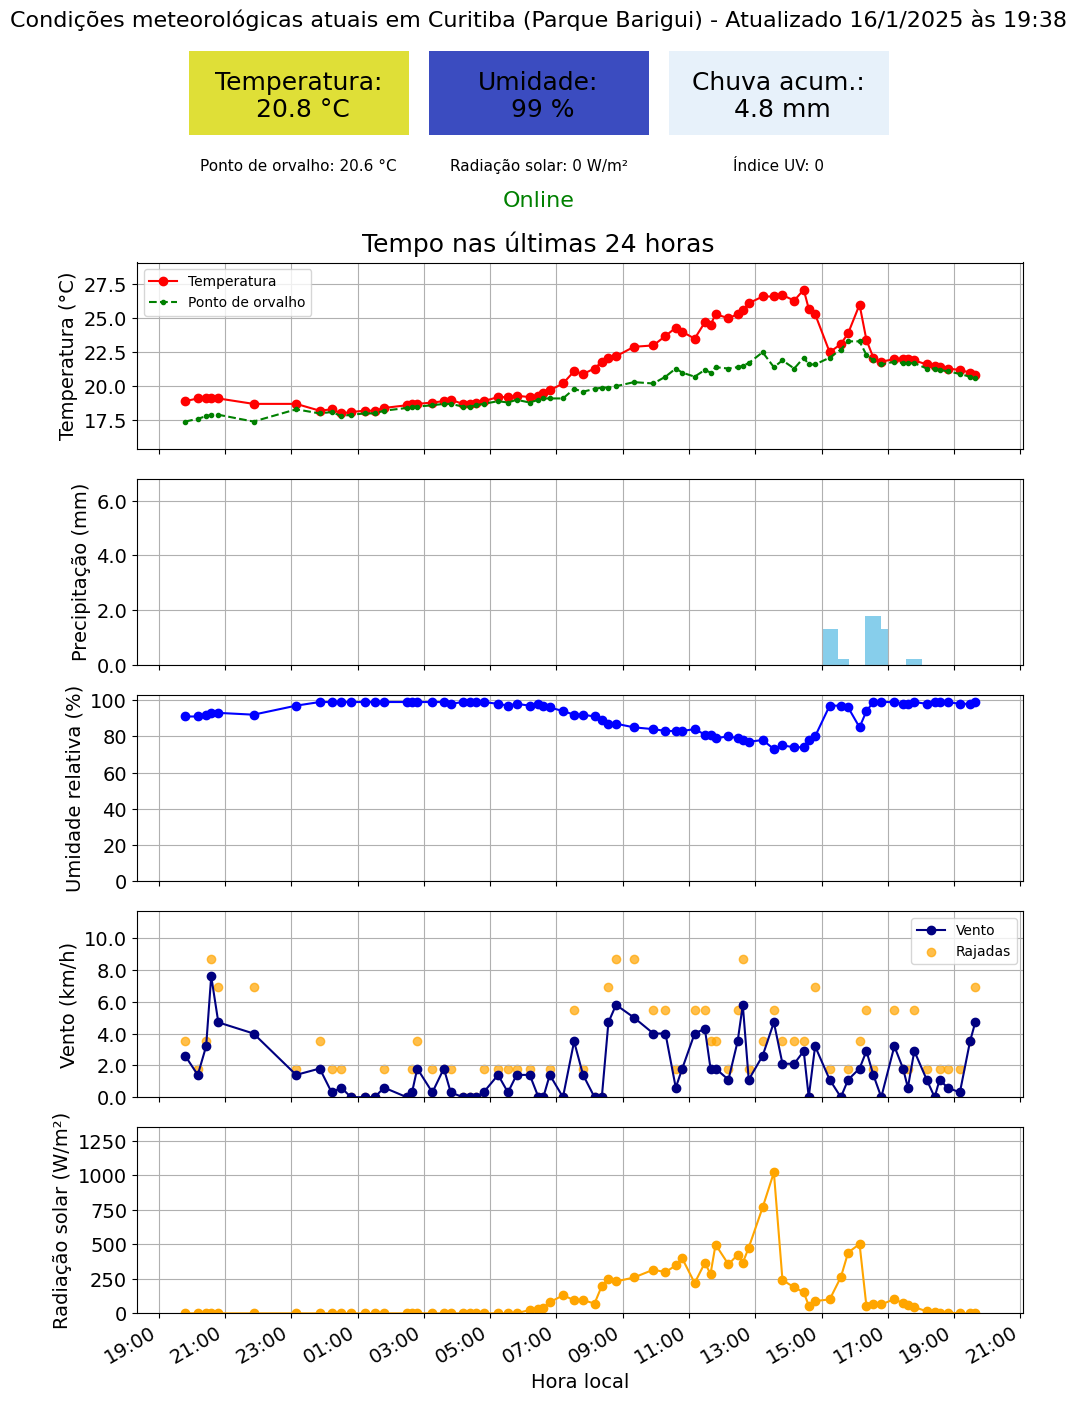 Condições meteorológicas atuais em Curitiba (Parque Barigui) - Atualizado 16/1/2025 às 19:38
Temperatura:
20.8 °C
Umidade:
99 %
Chuva acum.:
4.8 mm
Ponto de orvalho: 20.6 °C
Radiação solar: 0 W/m²
Índice UV: 0
Online
Tempo nas últimas 24 horas
Temperatura (°C)
27.5
25.0
22.5
20.0
17.5
Temperatura
Ponto de orvalho
Precipitação (mm)
6.0
4.0
2.0
0.0
Umidade relativa (%)
100
80
60
40
20
0
Vento (km/h)
10.0
8.0
6.0
4.0
2.0
0.0
Vento
Rajadas
Radiação solar (W/m²)
1250
1000
750
500
250
0
19:00
21:00
23:00
01:00
03:00
05:00
07:00
09:00
11:00
13:00
15:00
17:00
19:00
21:00
Hora local